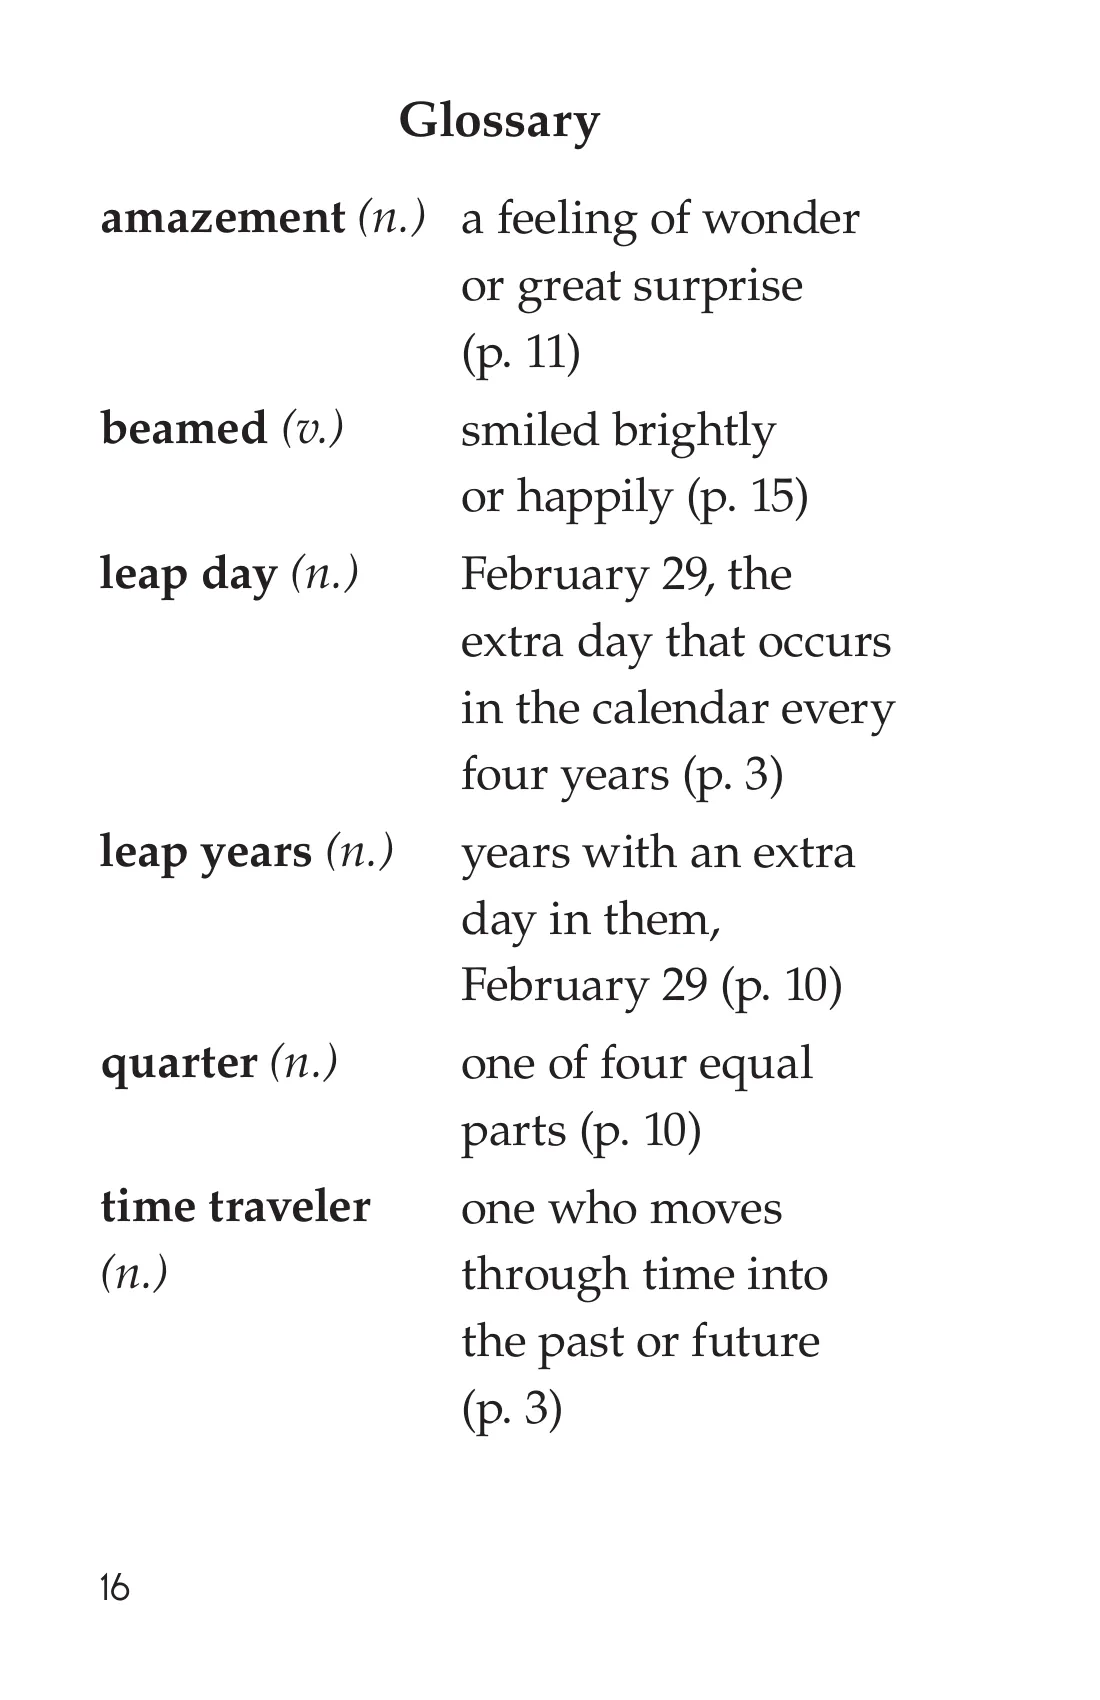 Glossary
amazement (n.) a feeling of wonder
or great surprise
(p. 11)
beamed (v.) smiled brightly
or happily (p. 15)
leap day (n.) February 29, the
extra day that occurs
in the calendar every
four years (p. 3)
leap years (n.) years with an extra
day in them,
February 29 (p. 10)
quarter (n.) one of four equal
parts (p. 10)
time traveler one who moves
(n.) through time into
the past or future
(p. 3)
16